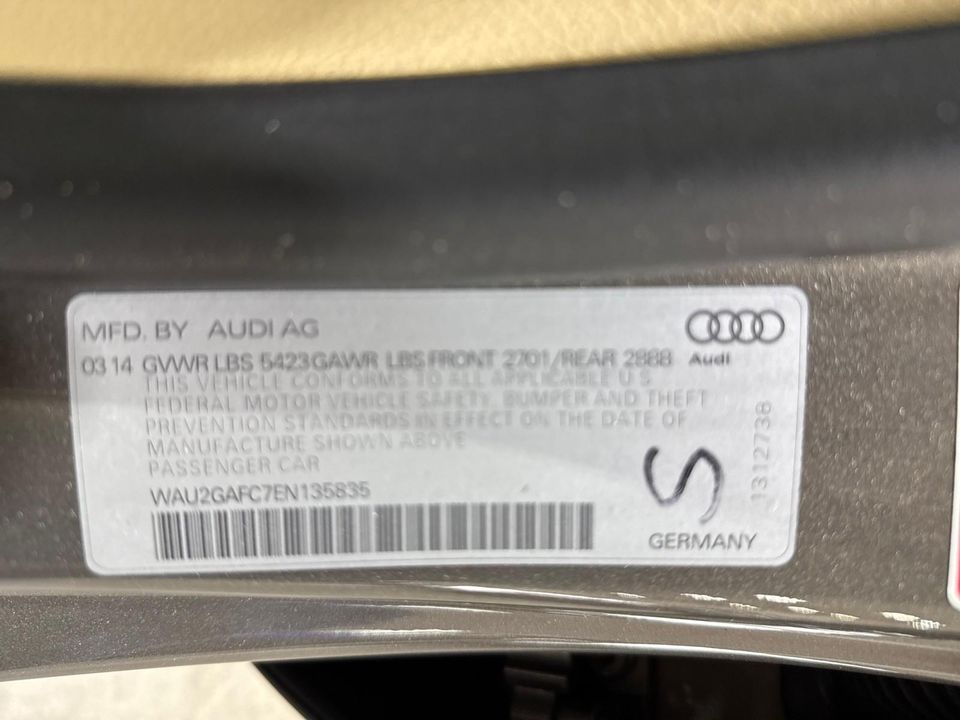 MFD. BY AUDI AG
0314 GVWR LBS 5423 GAWR LBS FRONT 2701/REAR 2888
Audi
THIS VEHICLE CONFORMS TO ALL APPLICABLE U.S
FEDERAL MOTOR VEHICLE SAFETY, BUMPER AND THEFT
PREVENTION STANDARDS IN EFFECT ON THE DATE OF
MANUFACTURE SHOWN ABOVE
PASSENGER CAR
WAU2GAFC7EN135835
S
GERMANY
1312738